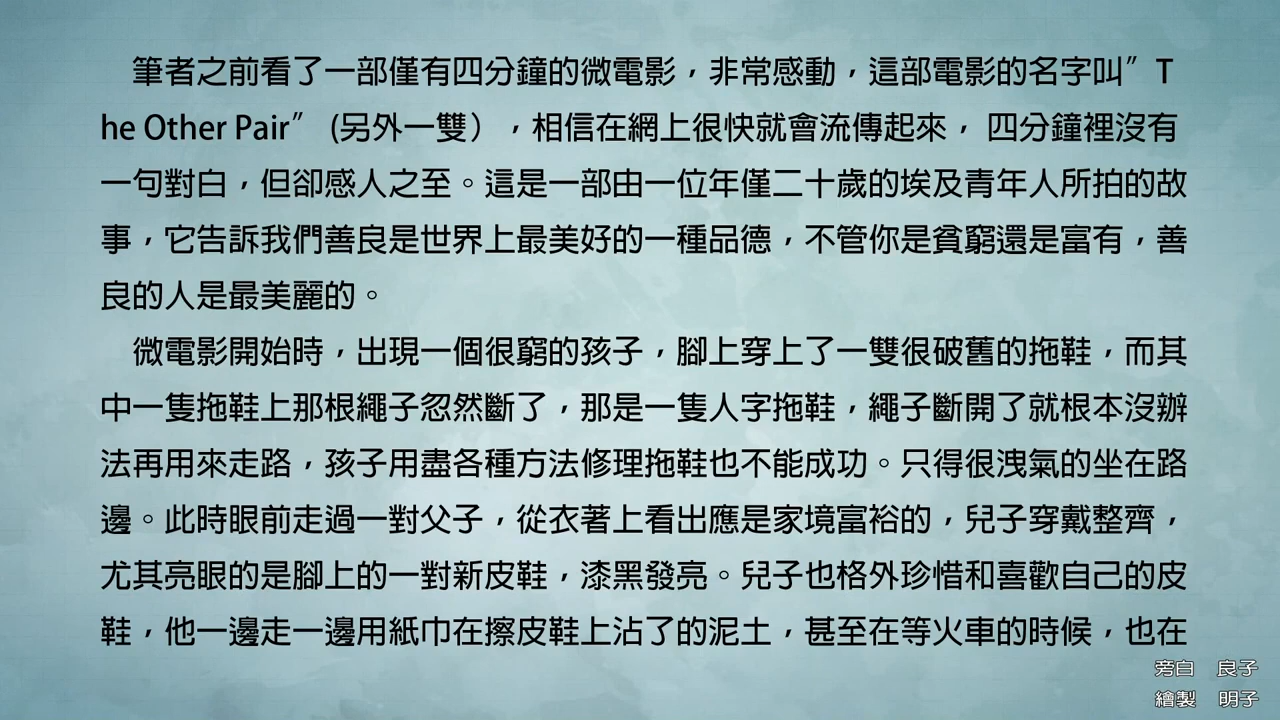 筆者之前看了一部僅有四分鐘的微電影，非常感動，這部電影的名字叫”T
he Other Pair” (另外一雙），相信在網上很快就會流傳起來， 四分鐘裡沒有
一句對白，但卻感人之至。這是一部由一位年僅二十歲的埃及青年人所拍的故
事，它告訴我們善良是世界上最美好的一種品德，不管你是貧窮還是富有，善
良的人是最美麗的。
微電影開始時，出現一個很窮的孩子，腳上穿上了一雙很破舊的拖鞋，而其
中一隻拖鞋上那根繩子忽然斷了，那是一隻人字拖鞋，繩子斷開了就根本沒辦
法再用來走路，孩子用盡各種方法修理拖鞋也不能成功。只得很洩氣的坐在路
邊。此時眼前走過一對父子，從衣著上看出應是家境富裕的，兒子穿戴整齊，
尤其亮眼的是腳上的一對新皮鞋，漆黑發亮。兒子也格外珍惜和喜歡自己的皮
鞋，他一邊走一邊用紙巾在擦皮鞋上沾了的泥土，甚至在等火車的時候，也在
旁白　良子
繪製　明子